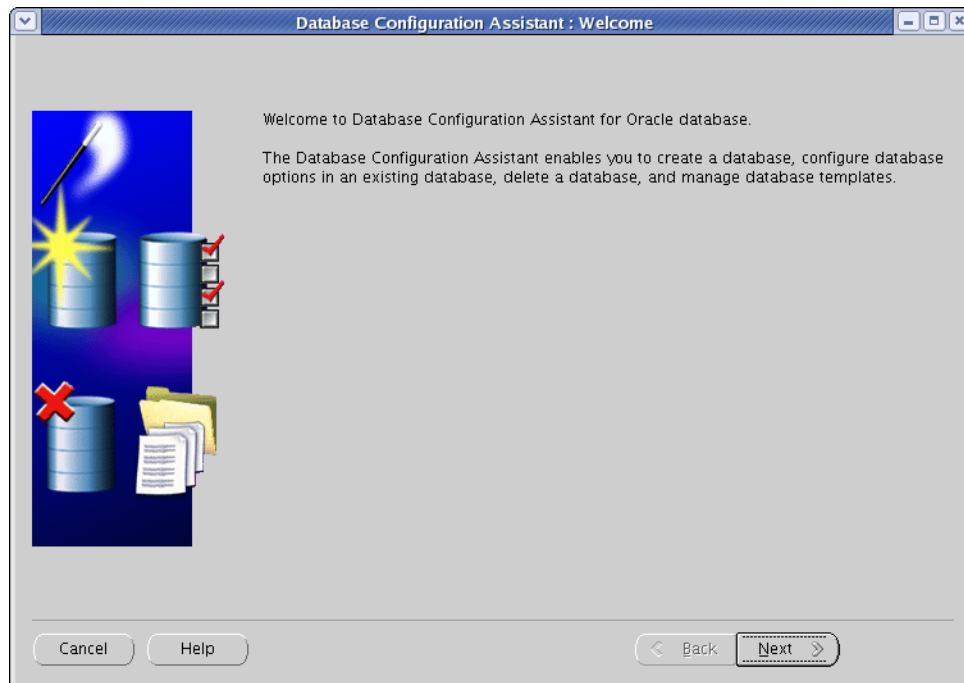 Database Configuration Assistant : Welcome
Welcome to Database Configuration Assistant for Oracle database.
The Database Configuration Assistant enables you to create a database, configure database
options in an existing database, delete a database, and manage database templates.
Cancel
Help
Back
Next